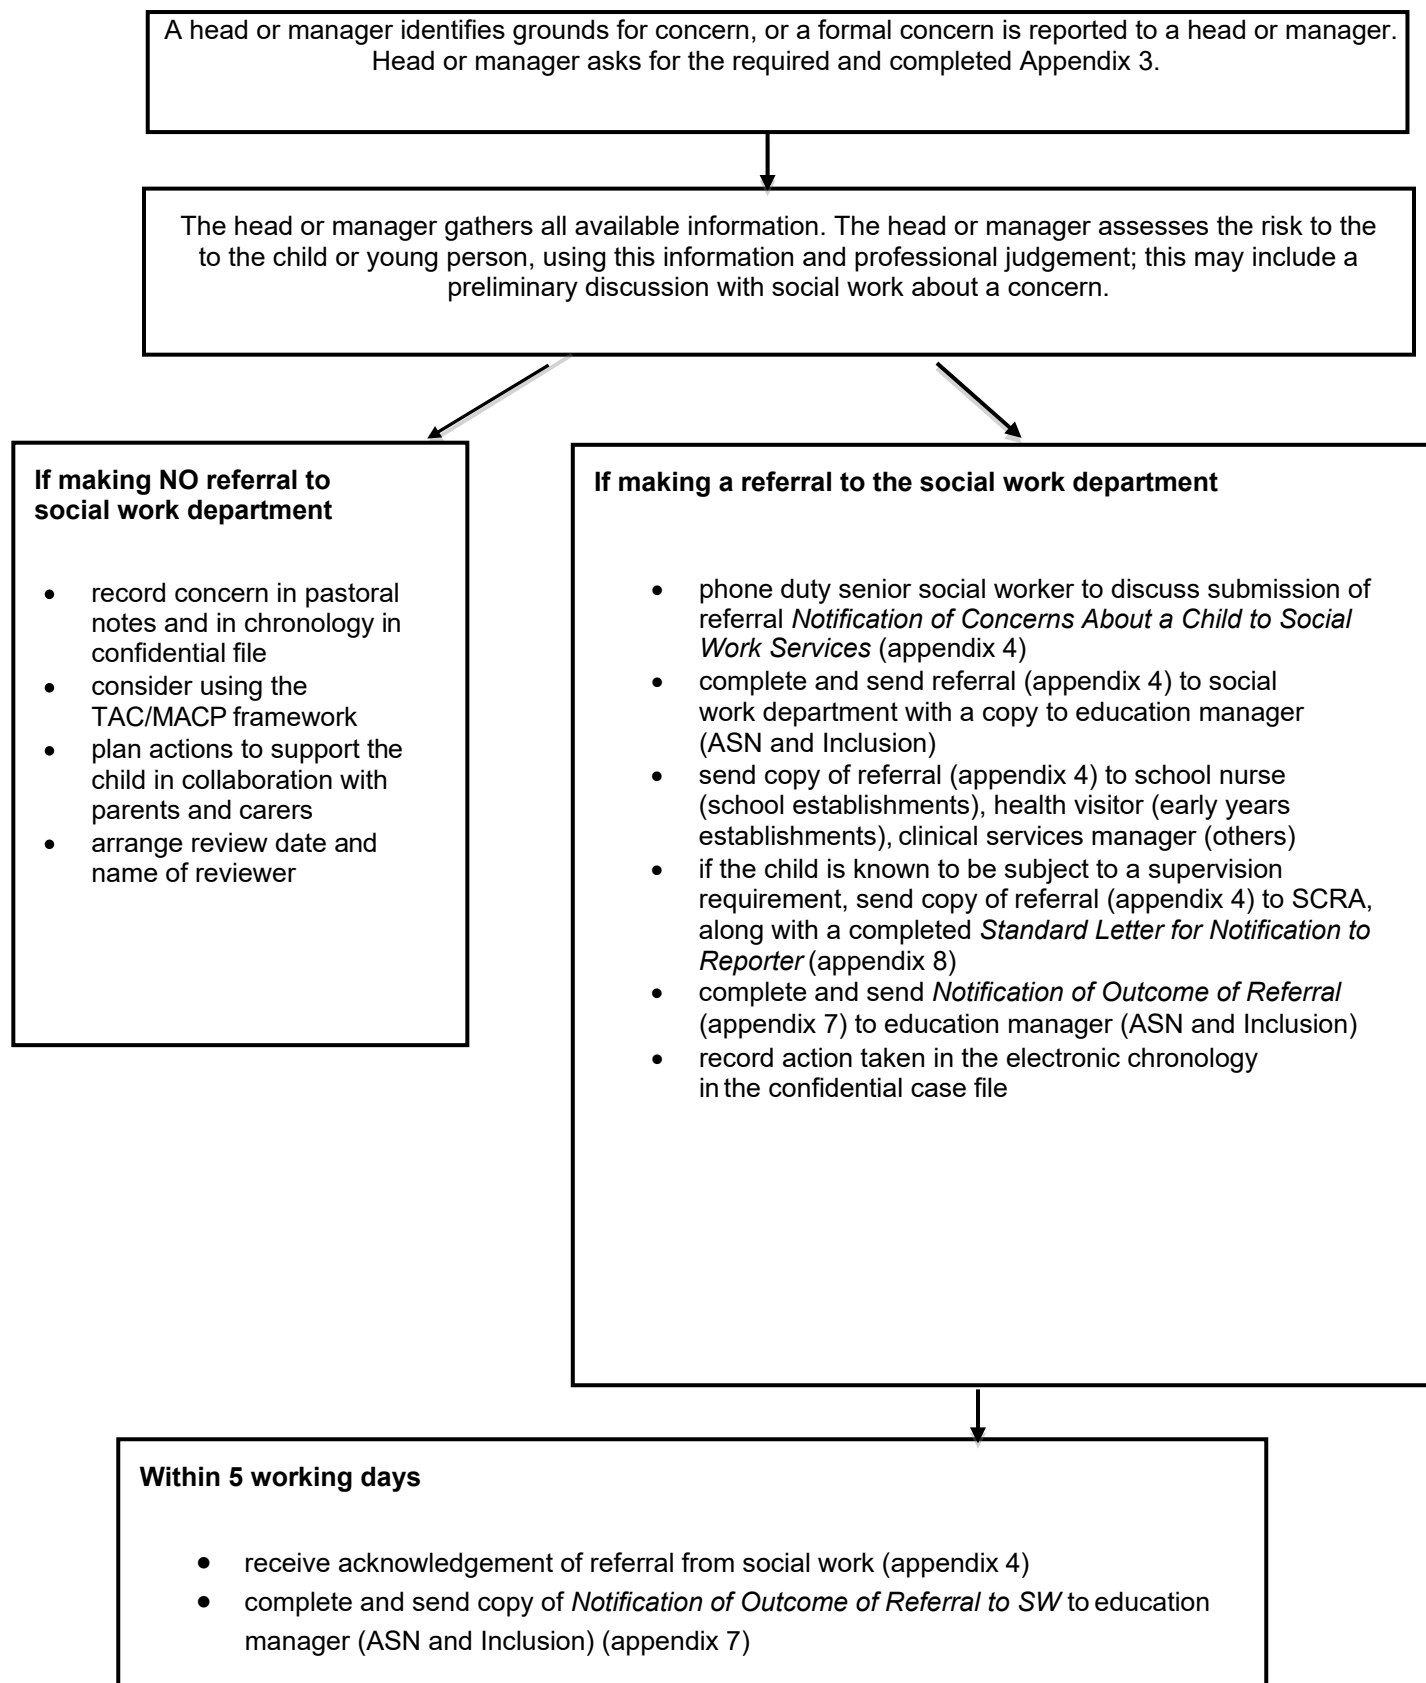 A head or manager identifies grounds for concern, or a formal concern is reported to a head or manager.
Head or manager asks for the required and completed Appendix 3.
The head or manager gathers all available information. The head or manager assesses the risk to the
to the child or young person, using this information and professional judgement; this may include a
preliminary discussion with social work about a concern.
If making NO referral to
social work department
• record concern in pastoral
notes and in chronology in
confidential file
• consider using the
TAC/MACP framework
• plan actions to support the
child in collaboration with
parents and carers
• arrange review date and
name of reviewer
If making a referral to the social work department
• phone duty senior social worker to discuss submission of
referral Notification of Concerns About a Child to Social
Work Services (appendix 4)
• complete and send referral (appendix 4) to social
work department with a copy to education manager
(ASN and Inclusion)
• send copy of referral (appendix 4) to school nurse
(school establishments), health visitor (early years
establishments), clinical services manager (others)
• if the child is known to be subject to a supervision
requirement, send copy of referral (appendix 4) to SCRA,
along with a completed Standard Letter for Notification to
Reporter (appendix 8)
• complete and send Notification of Outcome of Referral
(appendix 7) to education manager (ASN and Inclusion)
• record action taken in the electronic chronology
in the confidential case file
Within 5 working days
• receive acknowledgement of referral from social work (appendix 4)
• complete and send copy of Notification of Outcome of Referral to SW to education
manager (ASN and Inclusion) (appendix 7)